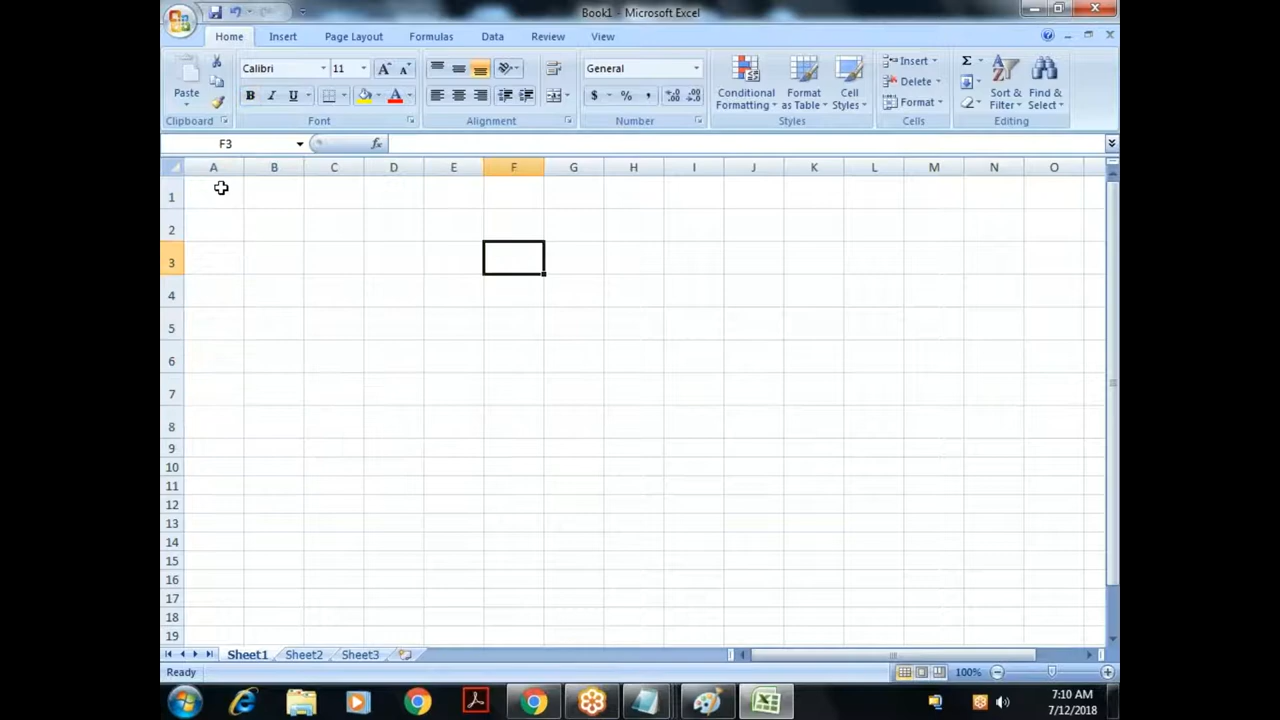 Book1 - Microsoft Excel
Home Insert Page Layout Formulas Data Review View
Paste
Calibri 11 A A
B I U A
General
$ % , .00 .0
Conditional Formatting
Format as Table
Cell Styles
Insert
Delete
Format
Σ
Sort & Filter
Find & Select
Clipboard Font Alignment Number Styles Cells Editing
F3 fx
A B C D E F G H I J K L M N O
1
2
3
4
5
6
7
8
9
10
11
12
13
14
15
16
17
18
19
Sheet1 Sheet2 Sheet3
Ready 100%
7:10 AM
7/12/2018